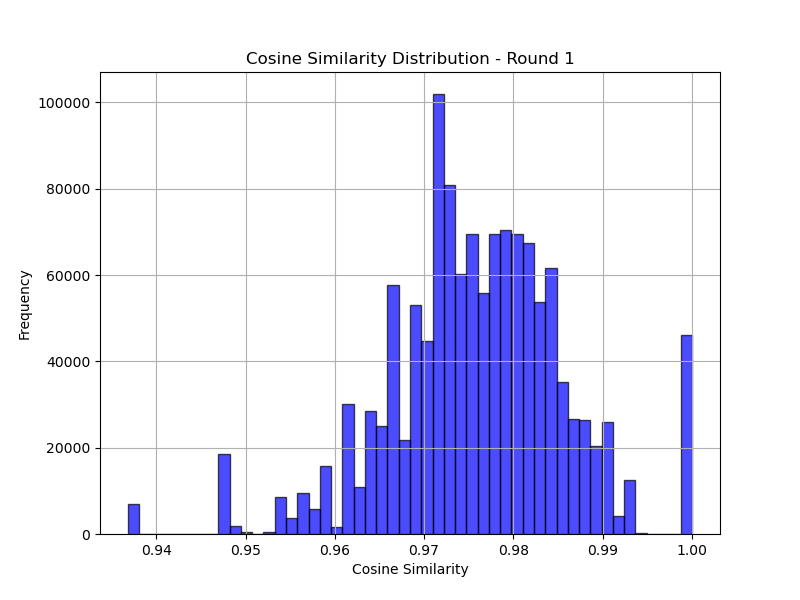 Cosine Similarity Distribution - Round 1
100000
80000
60000
40000
20000
0
Frequency
0.94 0.95 0.96 0.97 0.98 0.99 1.00
Cosine Similarity